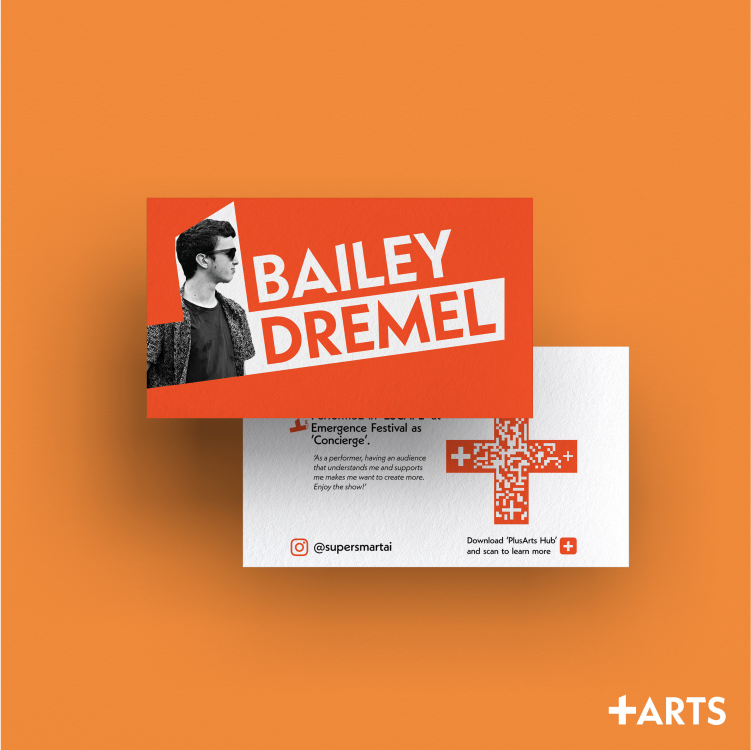 BAILEY
DREMEL
Emergence Festival as
‘Concierge’.
‘As a performer, having an audience
that understands me and supports
me makes me want to create more.
Enjoy the show!’
@supersmartai
Download ‘PlusArts Hub’
and scan to learn more
+ARTS